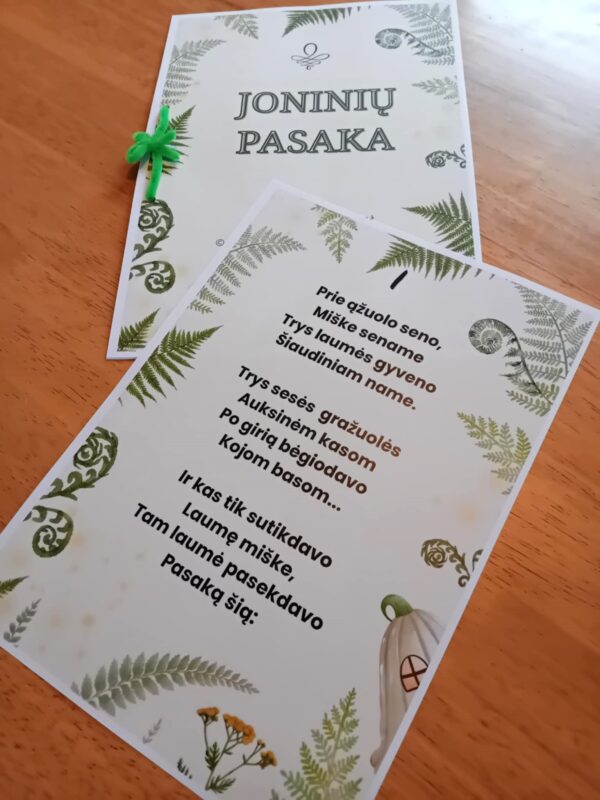 JONINIŲ
PASAKA
©
Prie ąžuolo seno,
Miške sename
Trys laumės gyveno
Šiaudiniam name.
Trys sesės gražuolės
Auksinėm kasom
Po girią bėgiodavo
Kojom basom...
Ir kas tik sutikdavo
Laumę miške,
Tam laumė pasekdavo
Pasaką šią: